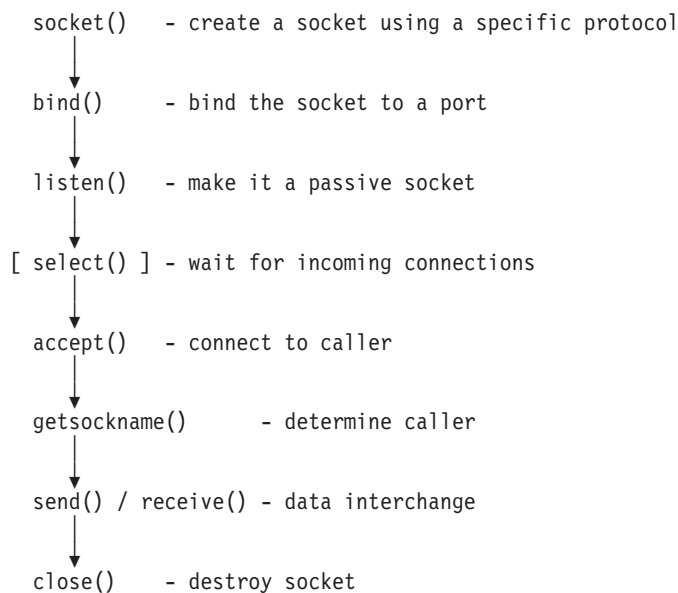 socket() - create a socket using a specific protocol
bind() - bind the socket to a port
listen() - make it a passive socket
[ select() ] - wait for incoming connections
accept() - connect to caller
getsockname() - determine caller
send() / receive() - data interchange
close() - destroy socket